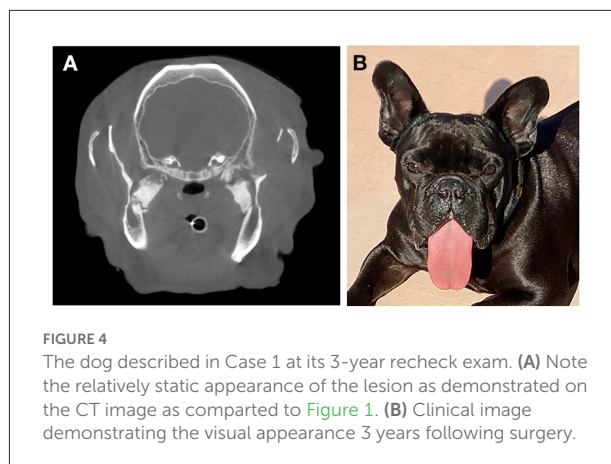 A
B
FIGURE 4
The dog described in Case 1 at its 3-year recheck exam. (A) Note
the relatively static appearance of the lesion as demonstrated on
the CT image as comparted to Figure 1. (B) Clinical image
demonstrating the visual appearance 3 years following surgery.